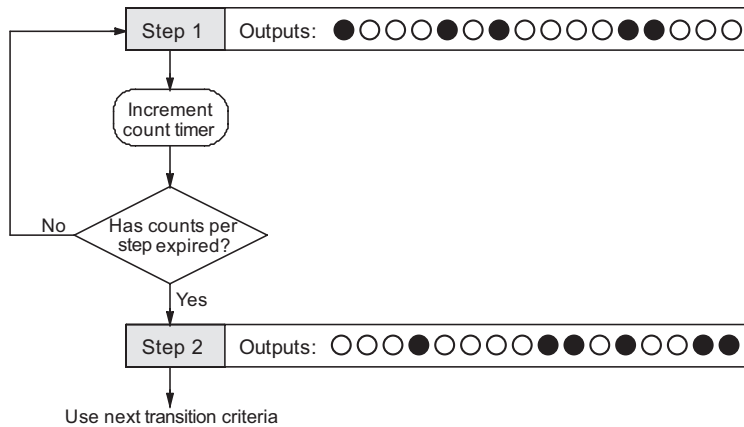 Step 1 Outputs:
Increment
count timer
No
Has counts per
step expired?
Yes
Step 2 Outputs:
Use next transition criteria